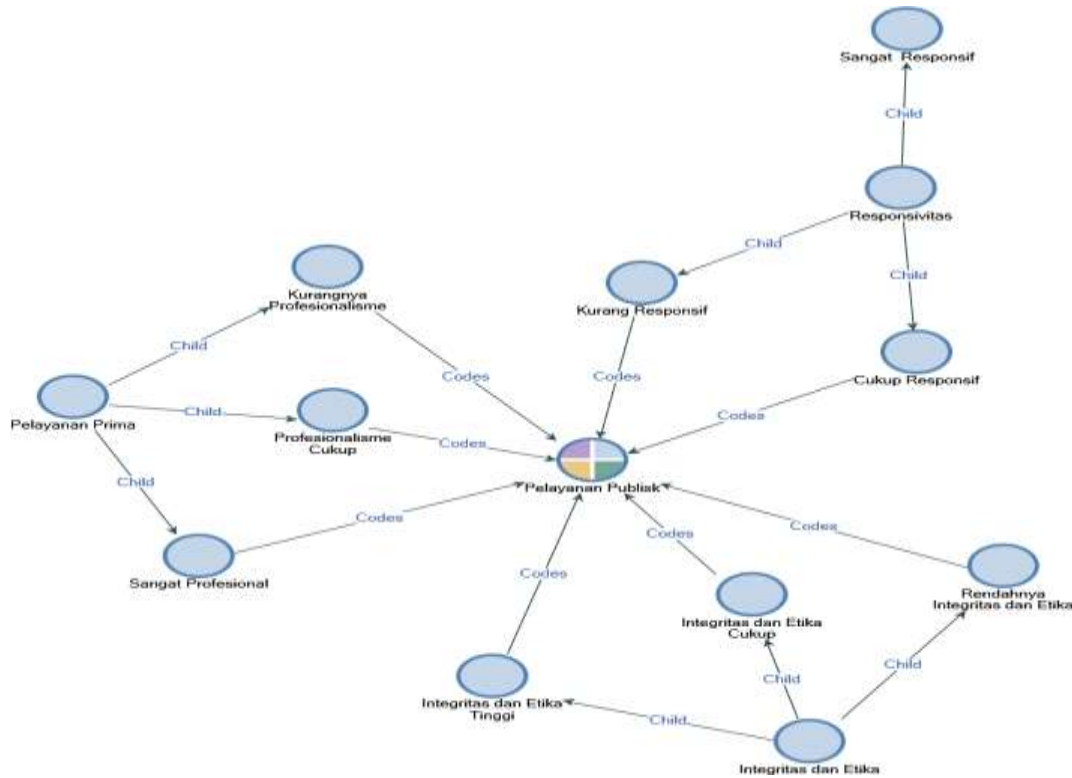 Sangat Responsif
Child
Responsivitas
Child
Child
Kurangnya
Profesionalisme
Kurang Responsif
Child
Codes
Codes
Cukup Responsif
Pelayanan Prima
Child
Profesionalisme
Cukup
Codes
Codes
Pelayanan Publisk
Child
Codes
Sangat Profesional
Codes
Codes
Codes
Integritas dan Etika
Cukup
Rendahnya
Integritas dan Etika
Integritas dan Etika
Tinggi
Child
Child
Child
Integritas dan Etika